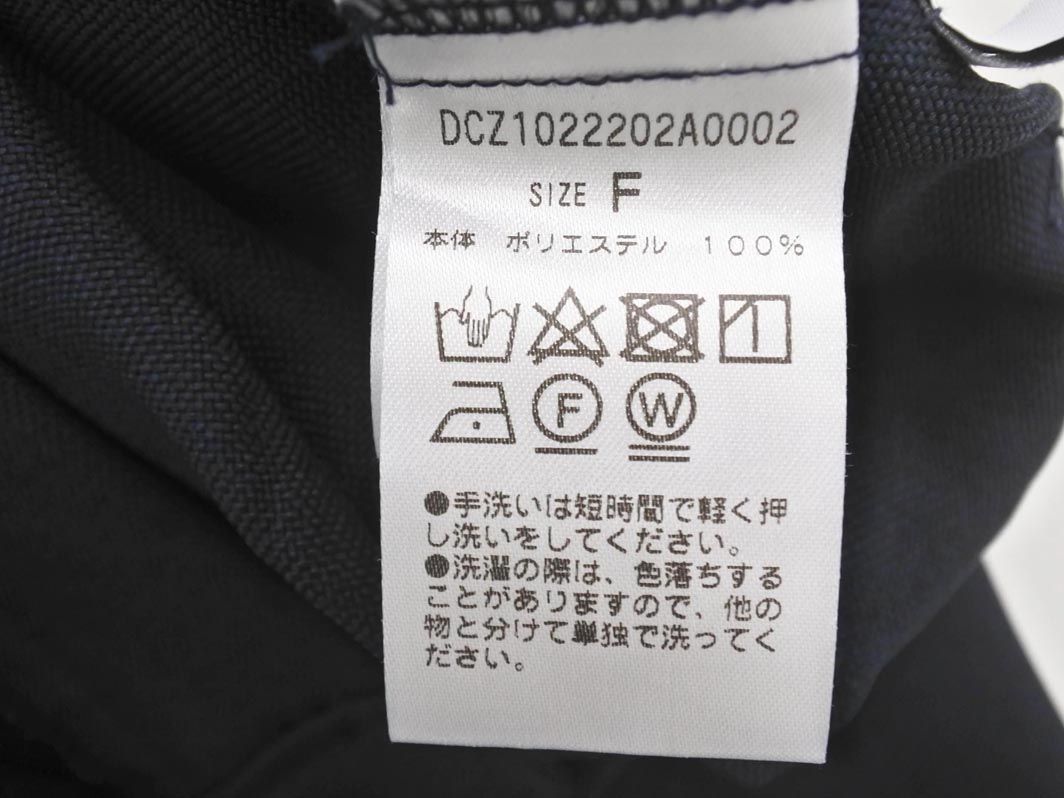 DCZ1022202A0002
SIZE F
本体 ポリエステル 100%
F W
●手洗いは短時間で軽く押
し洗いをしてください。
●洗濯の際は、色落ちする
ことがありますので、他の
物と分けて単独で洗ってく
ださい。